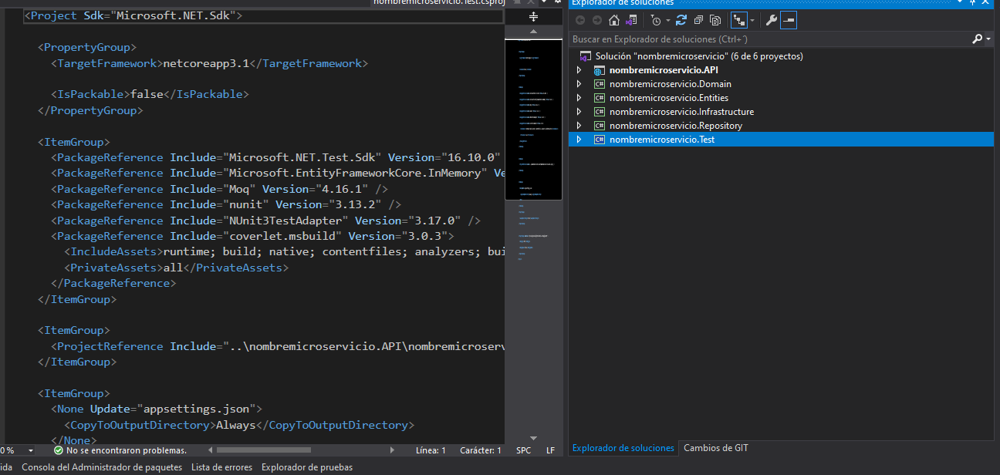 nombremicroservicio.Test.csproj
<Project Sdk="Microsoft.NET.Sdk">
<PropertyGroup>
<TargetFramework>netcoreapp3.1</TargetFramework>
<IsPackable>false</IsPackable>
</PropertyGroup>
<ItemGroup>
<PackageReference Include="Microsoft.NET.Test.Sdk" Version="16.10.0"
<PackageReference Include="Microsoft.EntityFrameworkCore.InMemory" Ve
<PackageReference Include="Moq" Version="4.16.1" />
<PackageReference Include="nunit" Version="3.13.2" />
<PackageReference Include="NUnit3TestAdapter" Version="3.17.0" />
<PackageReference Include="coverlet.msbuild" Version="3.0.3">
<IncludeAssets>runtime; build; native; contentfiles; analyzers; bui
<PrivateAssets>all</PrivateAssets>
</PackageReference>
</ItemGroup>
<ItemGroup>
<ProjectReference Include="..\nombremicroservicio.API\nombremicroserv
</ItemGroup>
<ItemGroup>
<None Update="appsettings.json">
<CopyToOutputDirectory>Always</CopyToOutputDirectory>
</None>
0 %
No se encontraron problemas.
Línea: 1
Carácter: 1
SPC
LF
Explorador de soluciones
Buscar en Explorador de soluciones (Ctrl+´)
Solución "nombremicroservicio" (6 de 6 proyectos)
nombremicroservicio.API
C# nombremicroservicio.Domain
C# nombremicroservicio.Entities
C# nombremicroservicio.Infrastructure
C# nombremicroservicio.Repository
C# nombremicroservicio.Test
Explorador de soluciones
Cambios de GIT
ida
Consola del Administrador de paquetes
Lista de errores
Explorador de pruebas